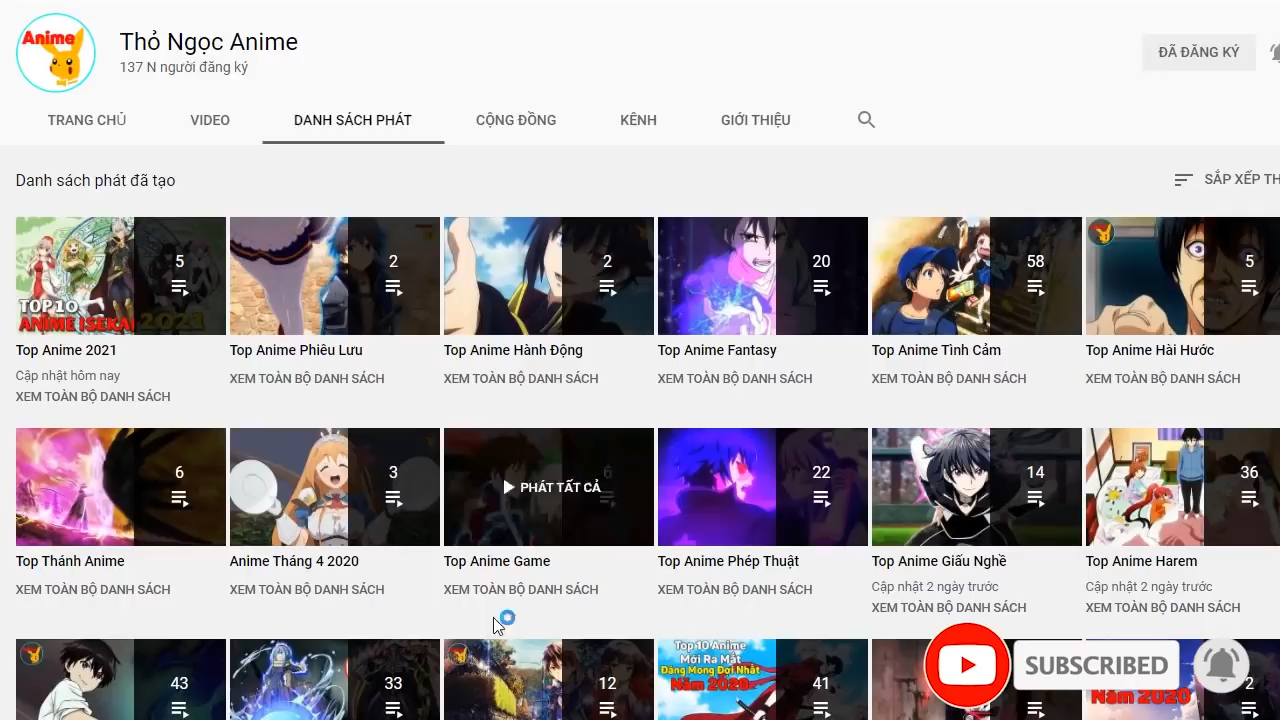 Anime
Thỏ Ngọc Anime
137 N người đăng ký
ĐÃ ĐĂNG KÝ
TRANG CHỦ
VIDEO
DANH SÁCH PHÁT
CỘNG ĐỒNG
KÊNH
GIỚI THIỆU
Danh sách phát đã tạo
SẮP XẾP TH
TOP 10
ANIME ISEKAI 2021
5
2
2
20
58
5
Top Anime 2021
Top Anime Phiêu Lưu
Top Anime Hành Động
Top Anime Fantasy
Top Anime Tình Cảm
Top Anime Hài Hước
Cập nhật hôm nay
XEM TOÀN BỘ DANH SÁCH
XEM TOÀN BỘ DANH SÁCH
XEM TOÀN BỘ DANH SÁCH
XEM TOÀN BỘ DANH SÁCH
XEM TOÀN BỘ DANH SÁCH
XEM TOÀN BỘ DANH SÁCH
6
3
6
PHÁT TẤT CẢ
22
14
36
Top Thánh Anime
Anime Tháng 4 2020
Top Anime Game
Top Anime Phép Thuật
Top Anime Giấu Nghề
Top Anime Harem
XEM TOÀN BỘ DANH SÁCH
XEM TOÀN BỘ DANH SÁCH
XEM TOÀN BỘ DANH SÁCH
XEM TOÀN BỘ DANH SÁCH
Cập nhật 2 ngày trước
XEM TOÀN BỘ DANH SÁCH
Cập nhật 2 ngày trước
XEM TOÀN BỘ DANH SÁCH
43
33
12
Top 10 Anime
Mới Ra Mắt
Đáng Mong Đợi Nhất
Năm 2020
41
SUBSCRIBED
Năm 2020
2